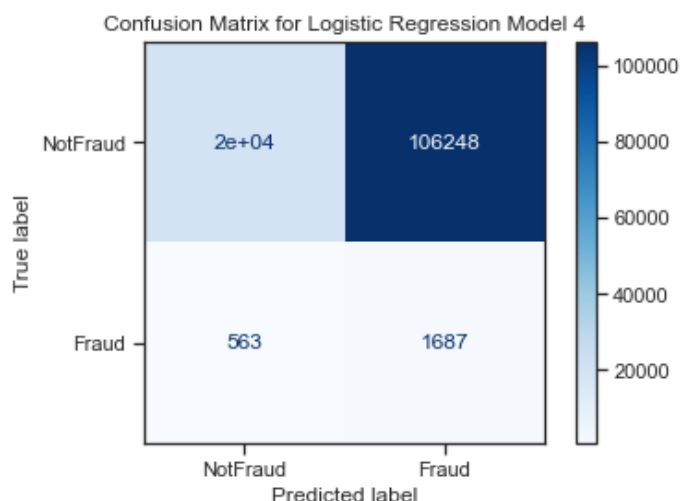 Confusion Matrix for Logistic Regression Model 4
NotFraud
2e+04
106248
Fraud
563
1687
True label
NotFraud
Fraud
Predicted label
100000
80000
60000
40000
20000